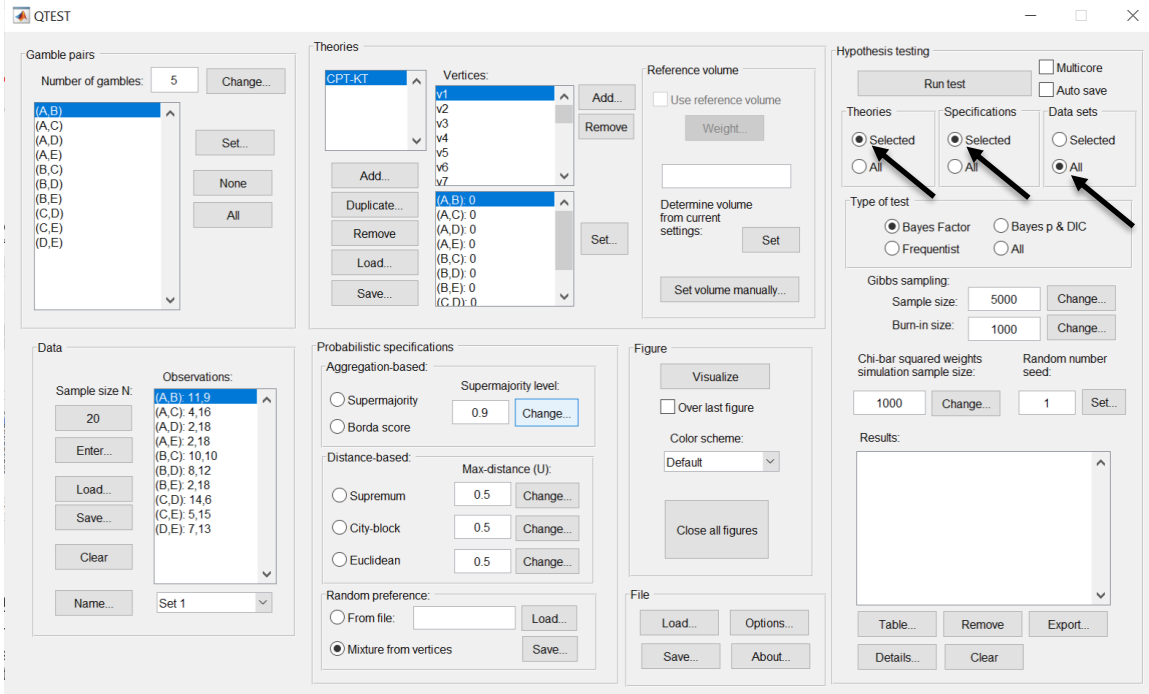 QTEST
Gamble pairs
Number of gambles: 5 Change...
(A,B)
(A,C)
(A,D)
(A,E)
(B,C)
(B,D)
(B,E)
(C,D)
(C,E)
(D,E)
Set...
None
All
Theories
CPT-KT
Vertices:
v1
v2
v3
v4
v5
v6
v7
Add...
Remove
Add...
Duplicate...
Remove
Load...
Save...
(A,B): 0
(A,C): 0
(A,D): 0
(A,E): 0
(B,C): 0
(B,D): 0
(B,E): 0
(C,D): 0
Set...
Reference volume
Use reference volume
Weight...
Determine volume
from current
settings:
Set
Set volume manually...
Hypothesis testing
Run test
Multicore
Auto save
Theories
Selected
All
Specifications
Selected
All
Data sets
Selected
All
Type of test
Bayes Factor Bayes p & DIC
Frequentist All
Gibbs sampling:
Sample size: 5000 Change...
Burn-in size: 1000 Change...
Chi-bar squared weights
simulation sample size:
1000 Change...
Random number
seed:
1 Set...
Results:
Table... Remove Export...
Details... Clear
Data
Sample size N:
20
Enter...
Load...
Save...
Clear
Name... Set 1
Observations:
(A,B): 11,9
(A,C): 4,16
(A,D): 2,18
(A,E): 2,18
(B,C): 10,10
(B,D): 8,12
(B,E): 2,18
(C,D): 14,6
(C,E): 5,15
(D,E): 7,13
Probabilistic specifications
Aggregation-based:
Supermajority level:
Supermajority 0.9 Change...
Borda score
Distance-based:
Max-distance (U):
Supremum 0.5 Change...
City-block 0.5 Change...
Euclidean 0.5 Change...
Random preference:
From file: Load...
Mixture from vertices Save...
Figure
Visualize
Over last figure
Color scheme:
Default
Close all figures
File
Load... Options...
Save... About...